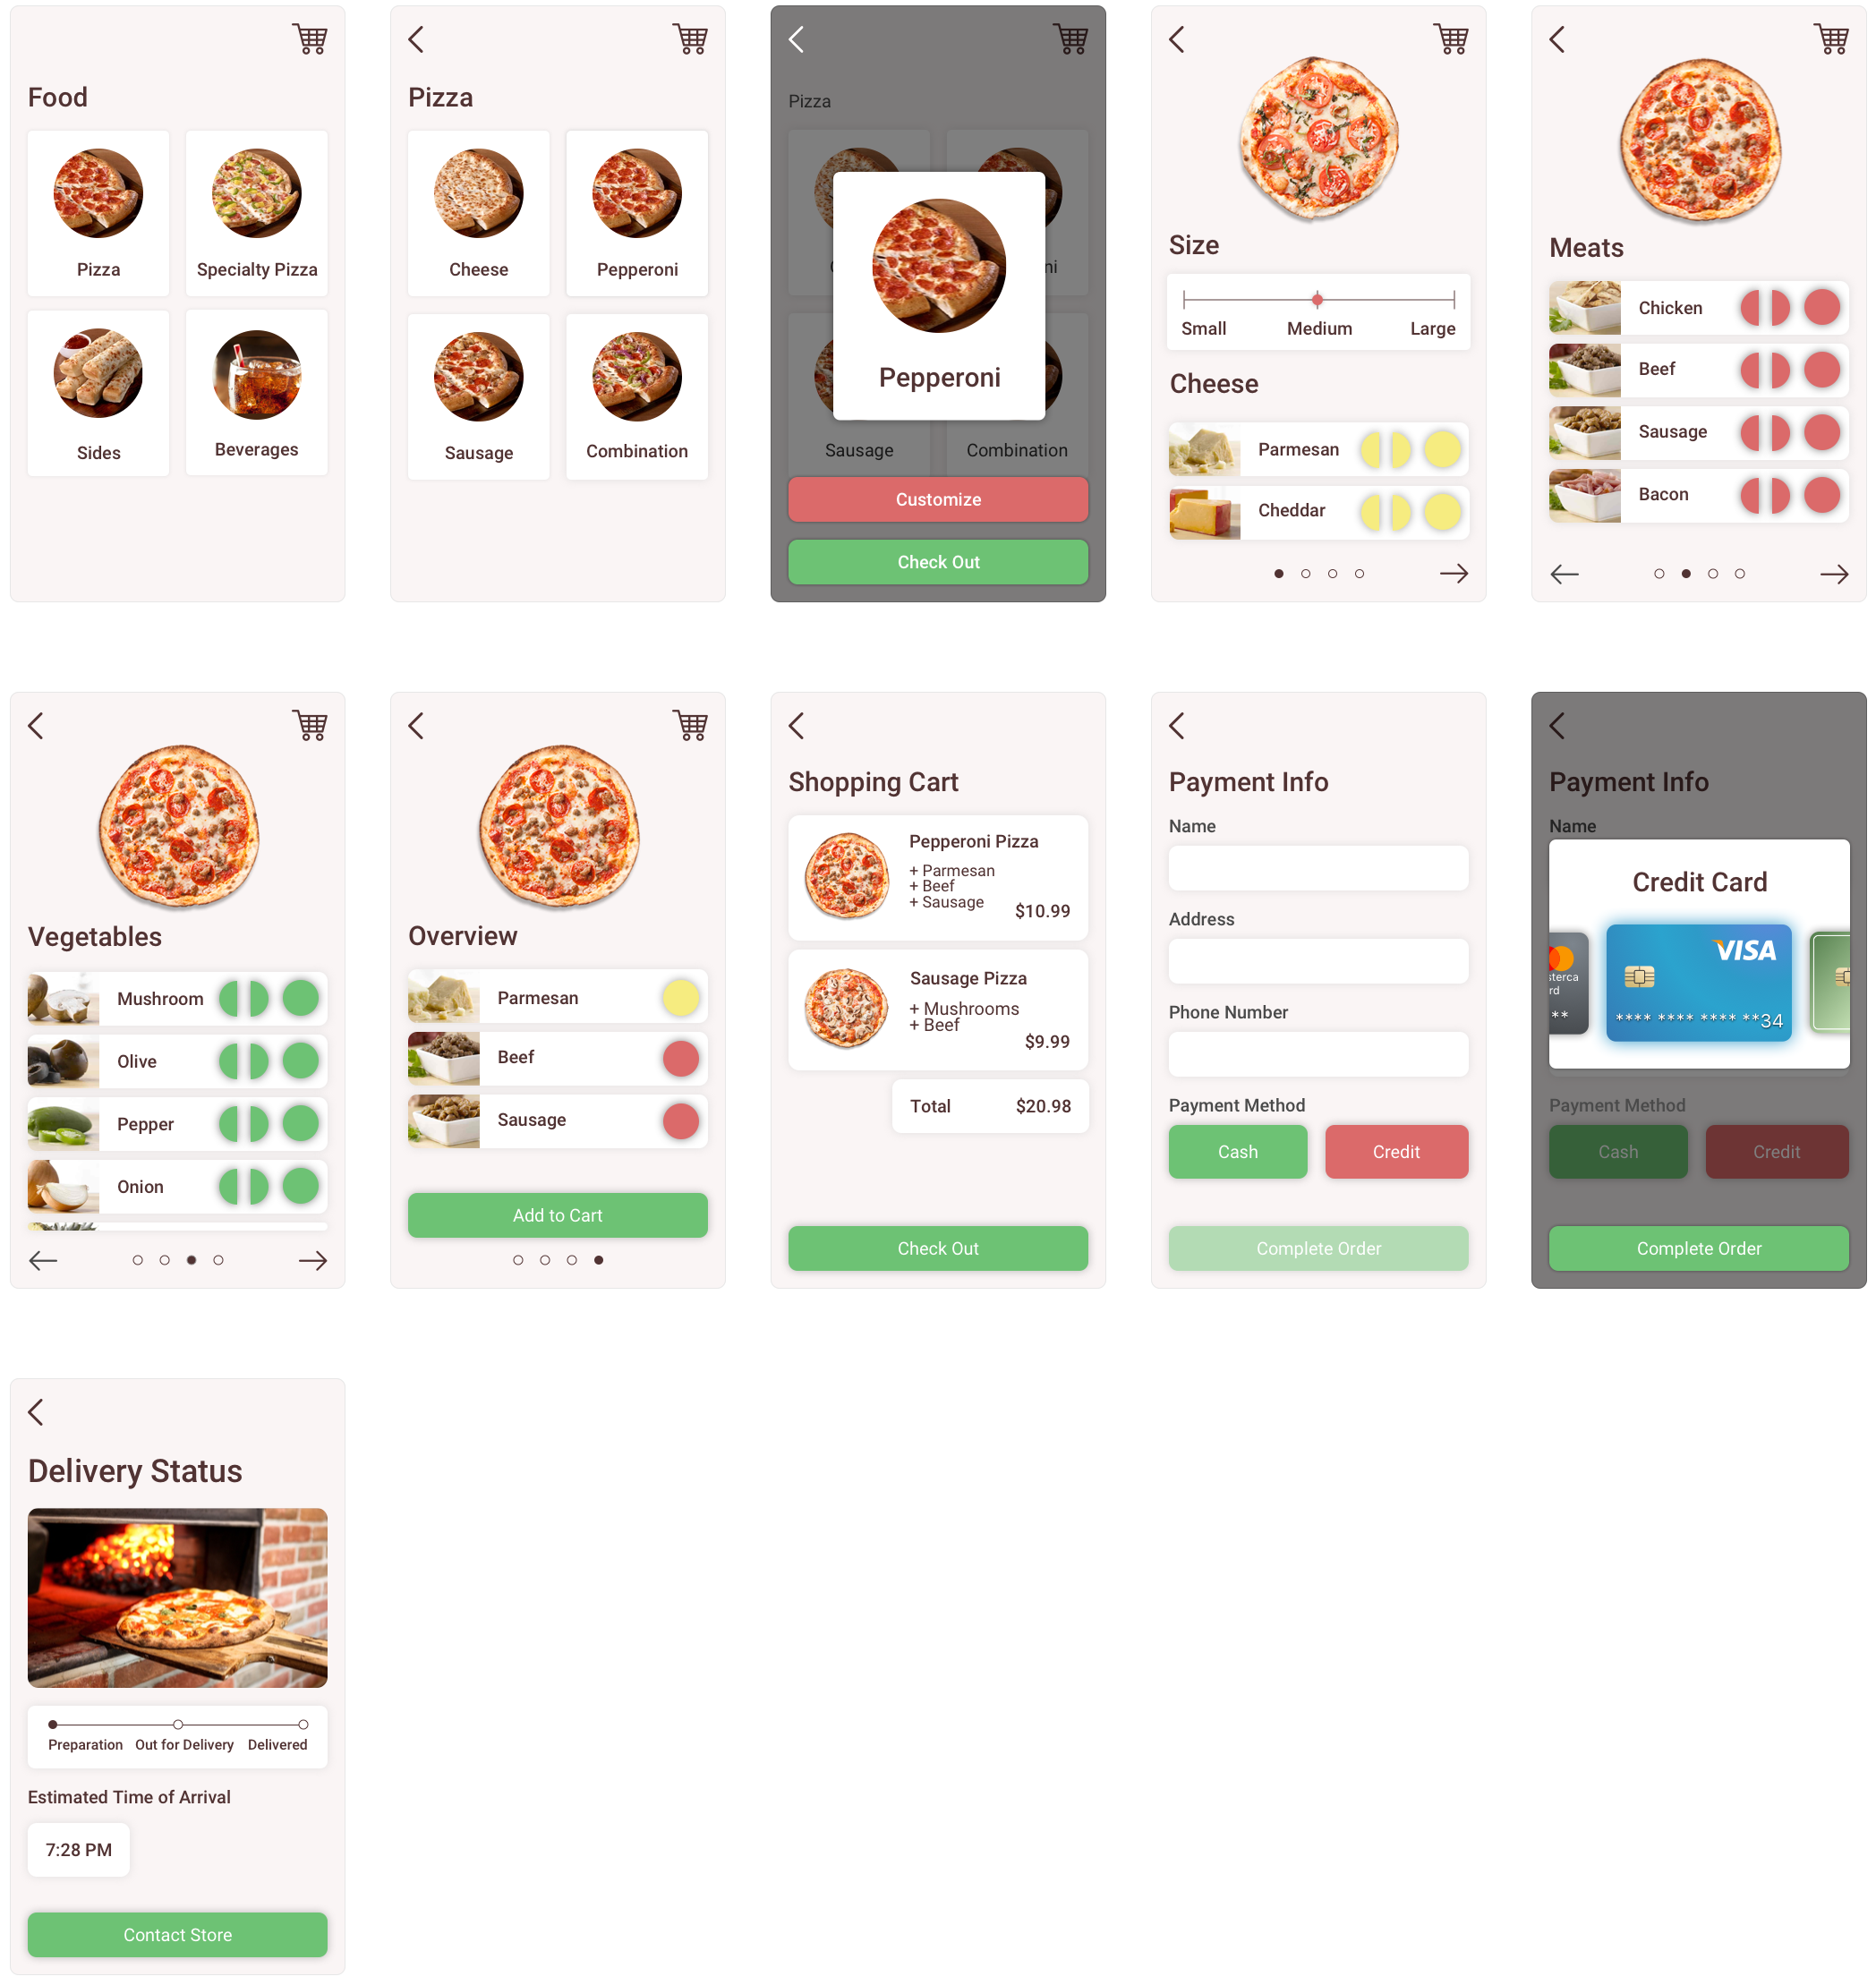 Food
Pizza
Specialty Pizza
Sides
Beverages
Pizza
Cheese
Pepperoni
Sausage
Combination
Pizza
ni
Pepperoni
Sausage
Combination
Customize
Check Out
Size
Small
Medium
Large
Cheese
Parmesan
Cheddar
Meats
Chicken
Beef
Sausage
Bacon
Vegetables
Mushroom
Olive
Pepper
Onion
Overview
Parmesan
Beef
Sausage
Add to Cart
Shopping Cart
Pepperoni Pizza
+ Parmesan
+ Beef
+ Sausage
$10.99
Sausage Pizza
+ Mushrooms
+ Beef
$9.99
Total $20.98
Check Out
Payment Info
Name
Address
Phone Number
Payment Method
Cash
Credit
Complete Order
Payment Info
Name
Credit Card
sterca
rd
**
VISA
**** **** **** **34
Payment Method
Cash
Credit
Complete Order
Delivery Status
Preparation
Out for Delivery
Delivered
Estimated Time of Arrival
7:28 PM
Contact Store